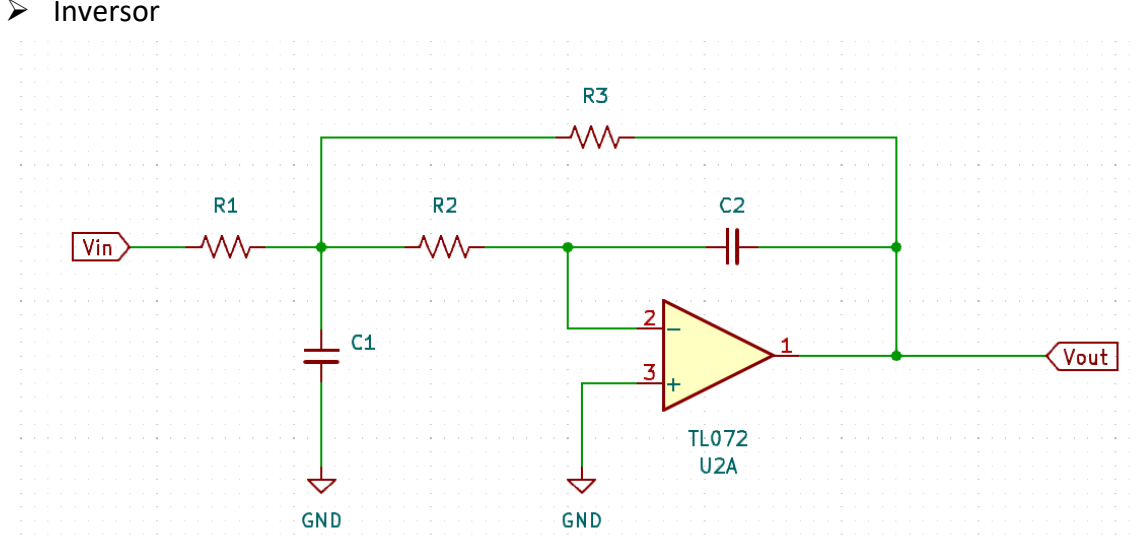 ➢ Inversor
R3
R1
R2
C2
Vin
C1
2
−
1
Vout
3
+
TL072
U2A
GND
GND